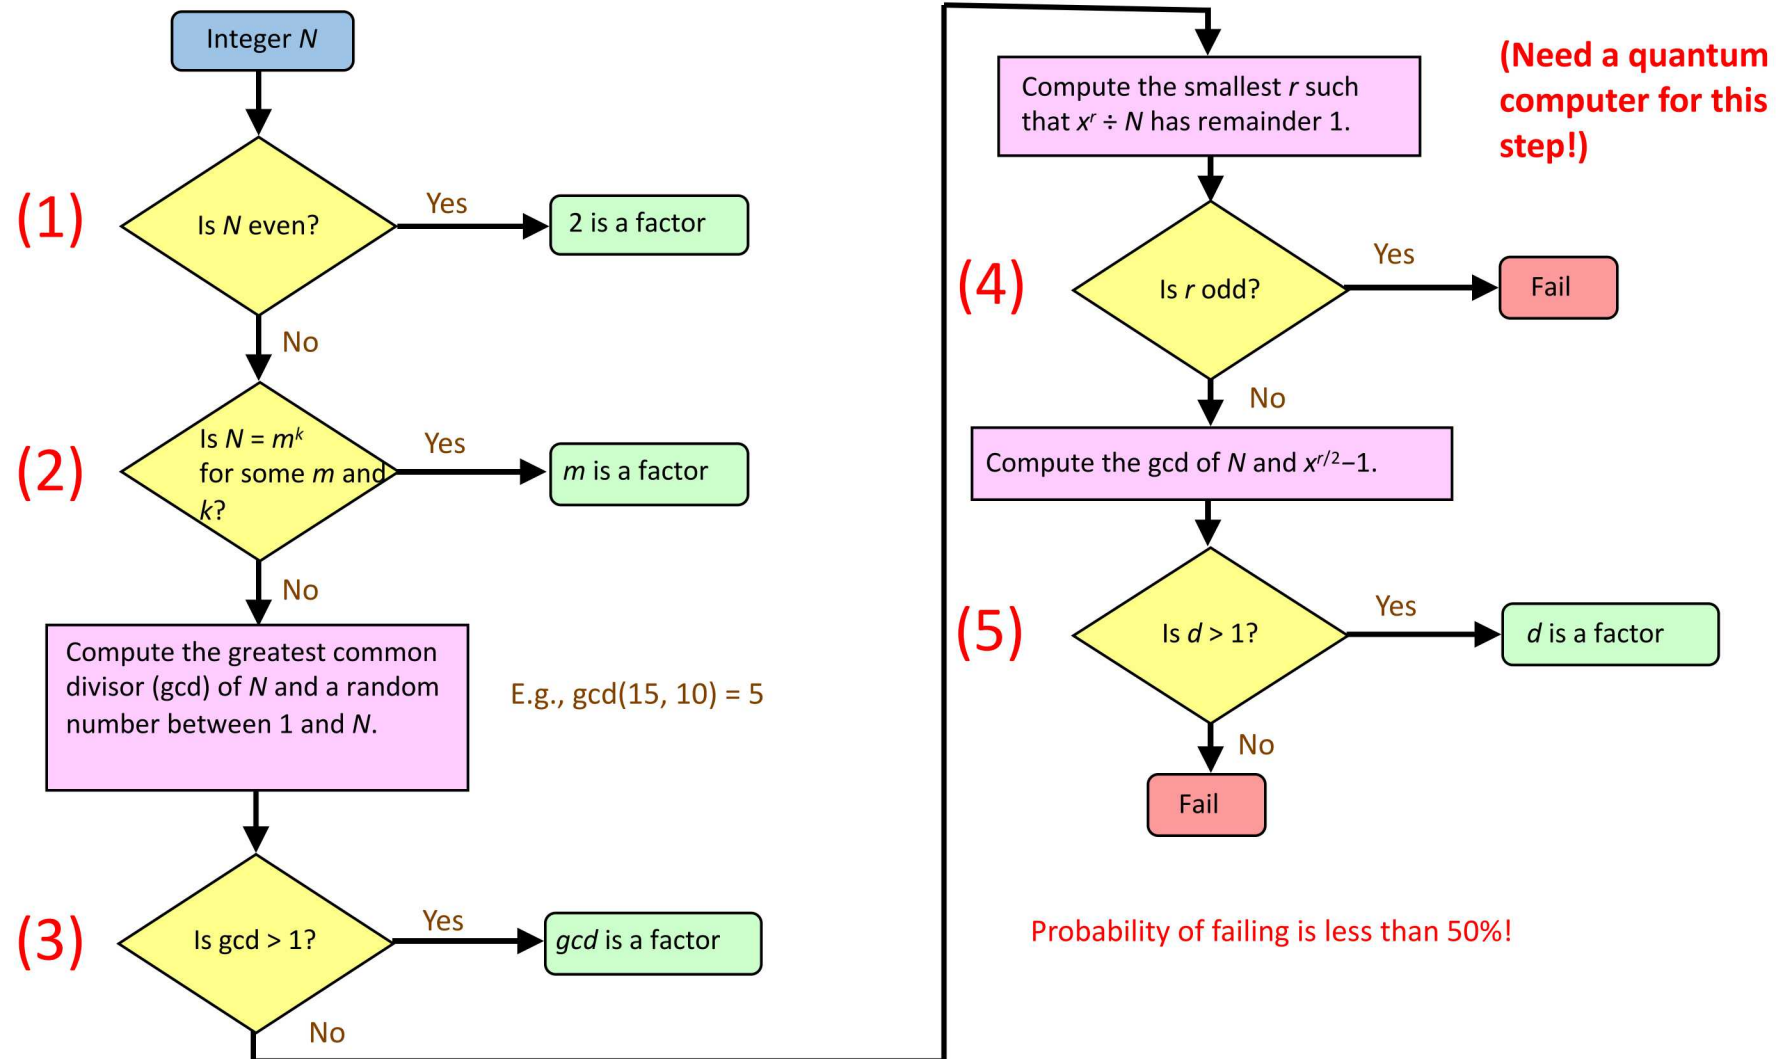 Integer N
(1)
Is N even?
Yes
2 is a factor
No
(2)
Is N = mᵏ
for some m and
k?
Yes
m is a factor
No
Compute the greatest common
divisor (gcd) of N and a random
number between 1 and N.
E.g., gcd(15, 10) = 5
(3)
Is gcd > 1?
Yes
gcd is a factor
No
Compute the smallest r such
that xʳ ÷ N has remainder 1.
(Need a quantum
computer for this
step!)
(4)
Is r odd?
Yes
Fail
No
Compute the gcd of N and x^r/2−1.
(5)
Is d > 1?
Yes
d is a factor
No
Fail
Probability of failing is less than 50%!